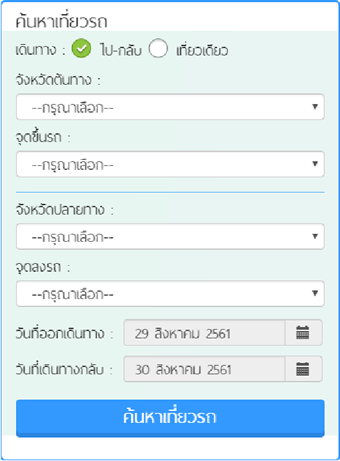 ค้นหาเที่ยวรถ
เดินทาง : ไป-กลับ เที่ยวเดียว
จังหวัดต้นทาง :
--กรุณาเลือก--
จุดขึ้นรถ :
--กรุณาเลือก--
จังหวัดปลายทาง :
--กรุณาเลือก--
จุดลงรถ :
--กรุณาเลือก--
วันที่ออกเดินทาง : 29 สิงหาคม 2561
วันที่เดินทางกลับ : 30 สิงหาคม 2561
ค้นหาเที่ยวรถ